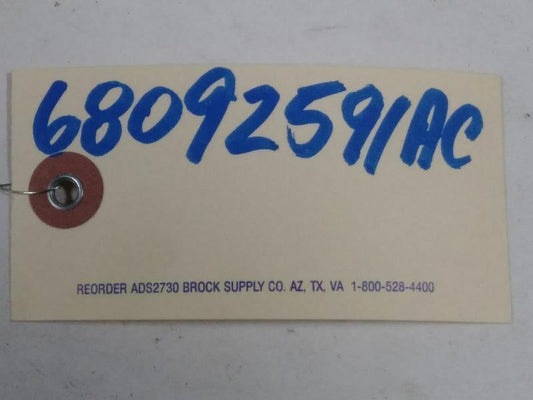 68092591AC
REORDER ADS2730 BROCK SUPPLY CO. AZ, TX, VA 1-800-528-4400